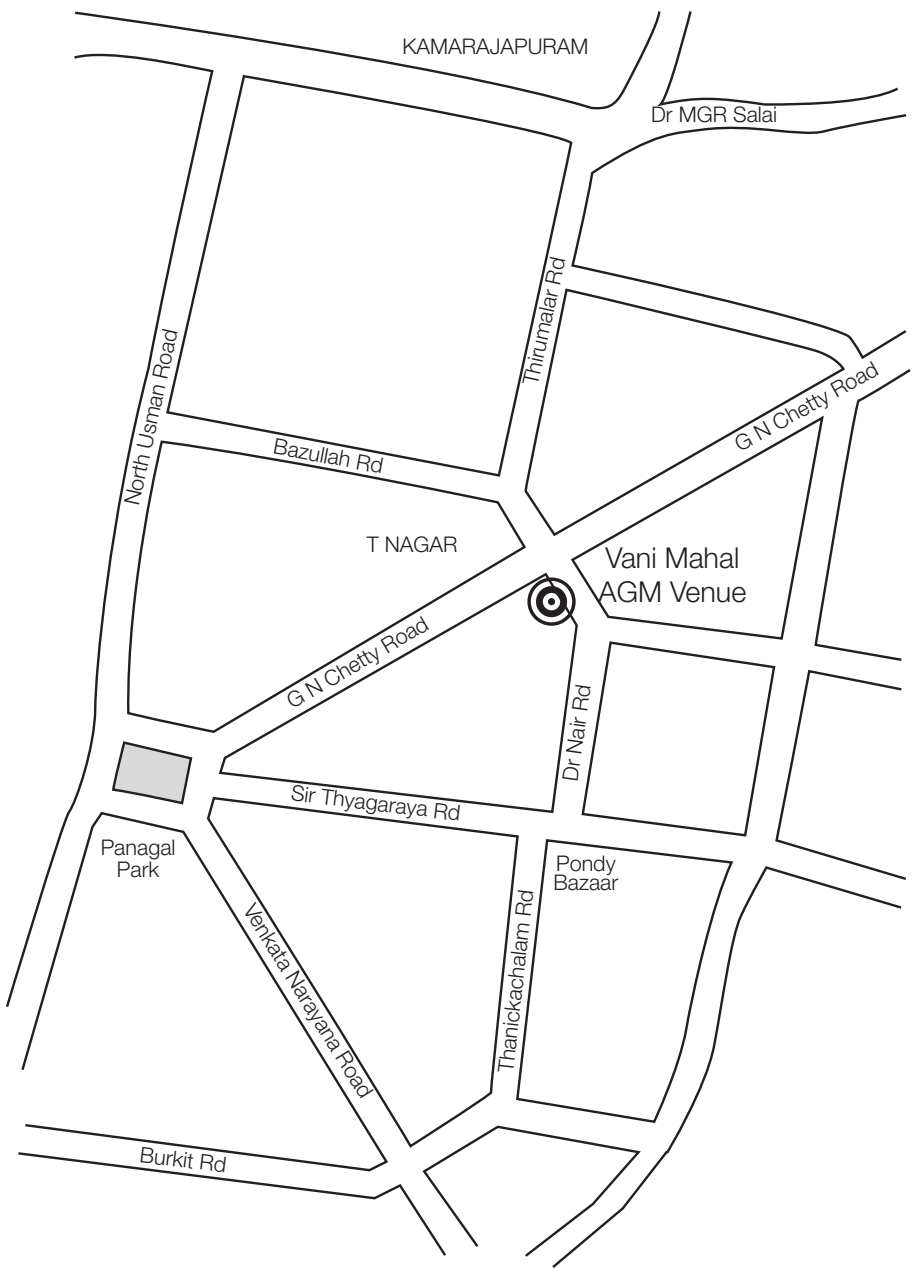 KAMARAJAPURAM
Dr MGR Salai
Thirumalar Rd
North Usman Road
G N Chetty Road
Bazullah Rd
T NAGAR
Vani Mahal
AGM Venue
G N Chetty Road
Dr Nair Rd
Sir Thyagaraya Rd
Panagal
Park
Pondy
Bazaar
Venkata Narayana Road
Thanickachalam Rd
Burkit Rd